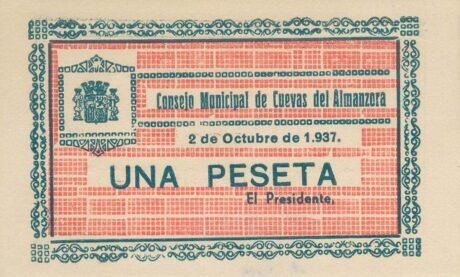 Consejo Municipal de Cuevas del Almanzora
2 de Octubre de 1.937.
UNA PESETA
El Presidente,